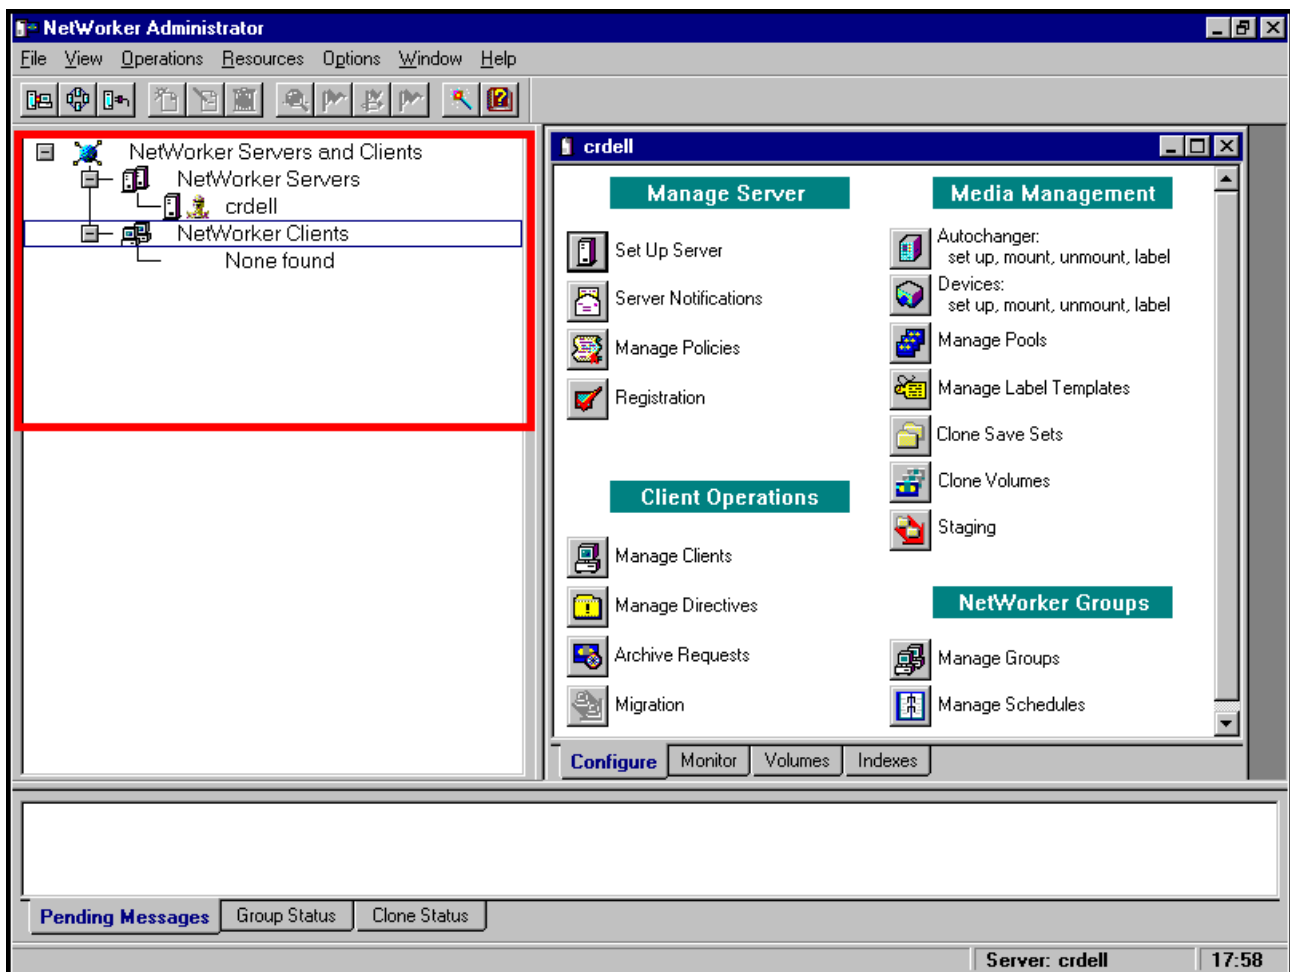 NetWorker Administrator
File View Operations Resources Options Window Help
NetWorker Servers and Clients
NetWorker Servers
crdell
NetWorker Clients
None found
crdell
Manage Server
Set Up Server
Server Notifications
Manage Policies
Registration
Client Operations
Manage Clients
Manage Directives
Archive Requests
Migration
Media Management
Autochanger:
set up, mount, unmount, label
Devices:
set up, mount, unmount, label
Manage Pools
Manage Label Templates
Clone Save Sets
Clone Volumes
Staging
NetWorker Groups
Manage Groups
Manage Schedules
Configure Monitor Volumes Indexes
Pending Messages Group Status Clone Status
Server: crdell 17:58